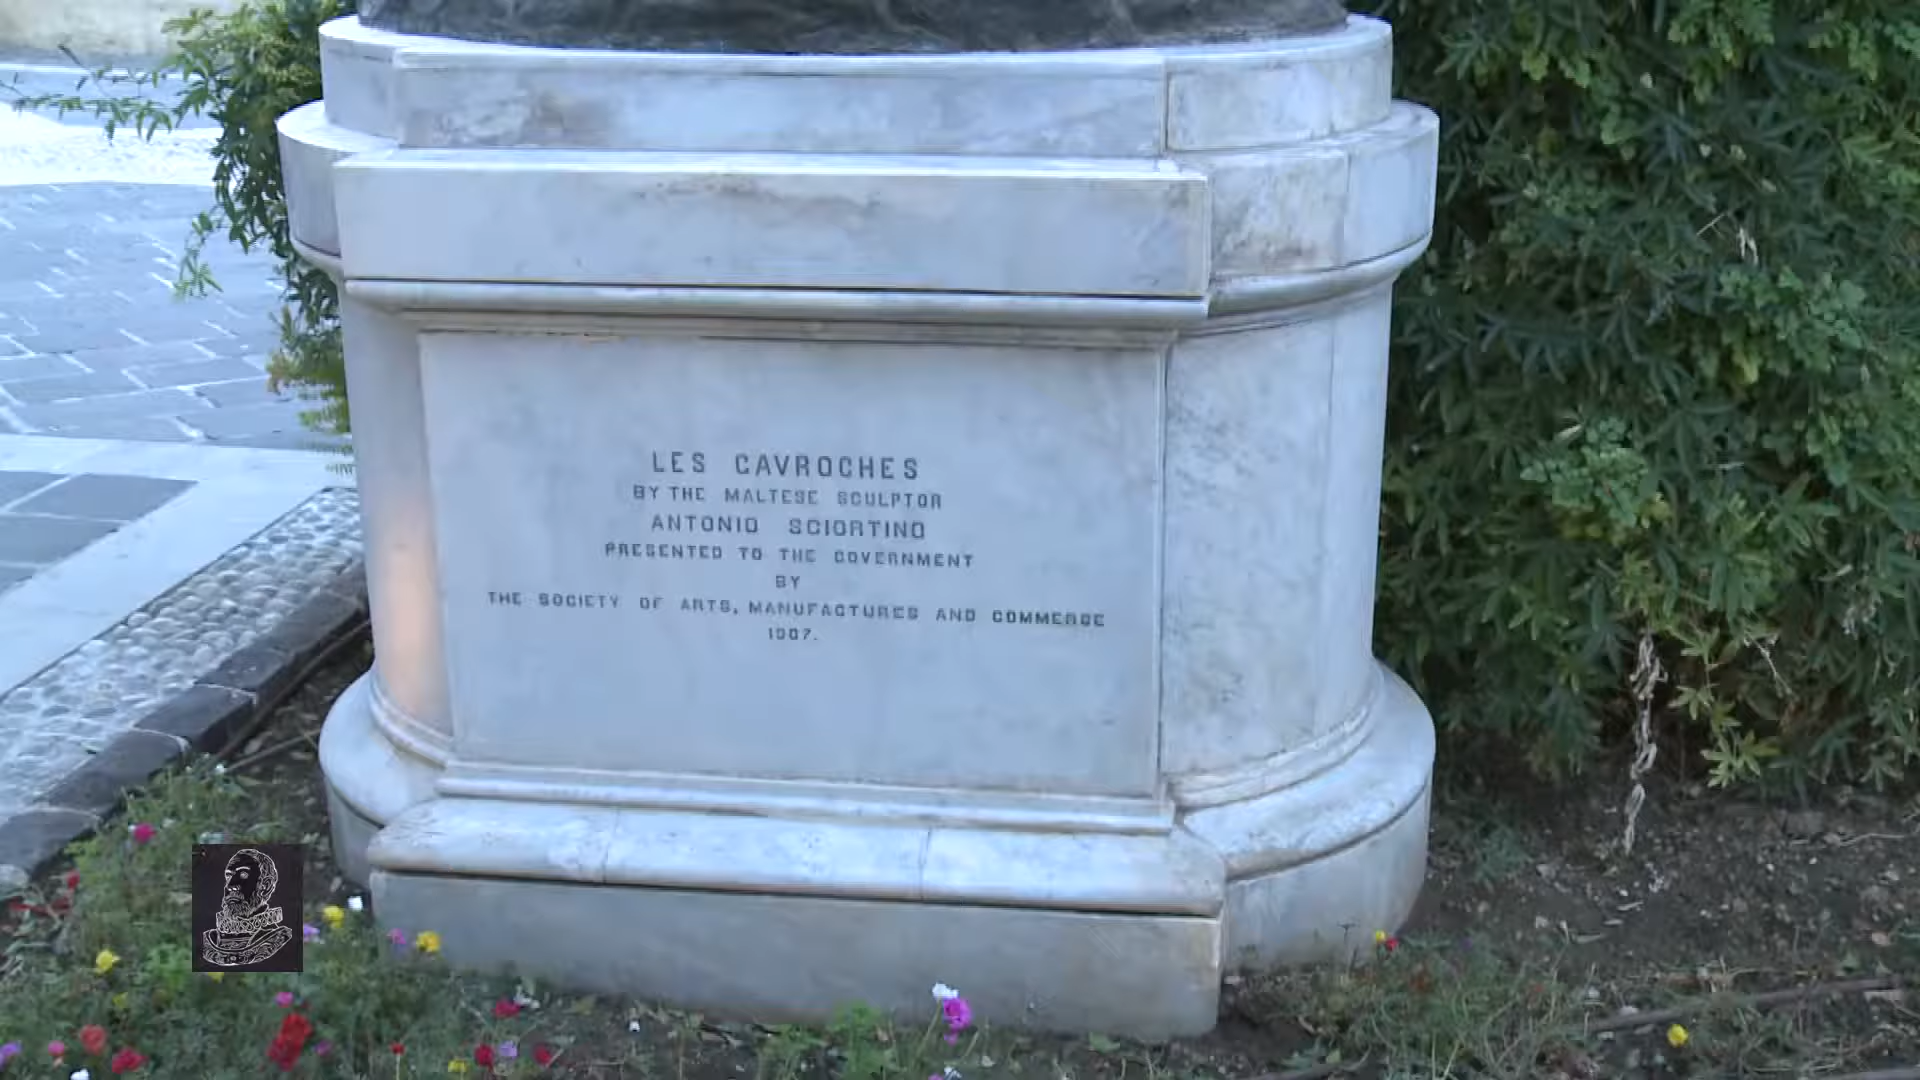 LES GAVROCHES
BY THE MALTESE SCULPTOR
ANTONIO SCIORTINO
PRESENTED TO THE GOVERNMENT
BY
THE SOCIETY OF ARTS, MANUFACTURES AND COMMERCE
1907.